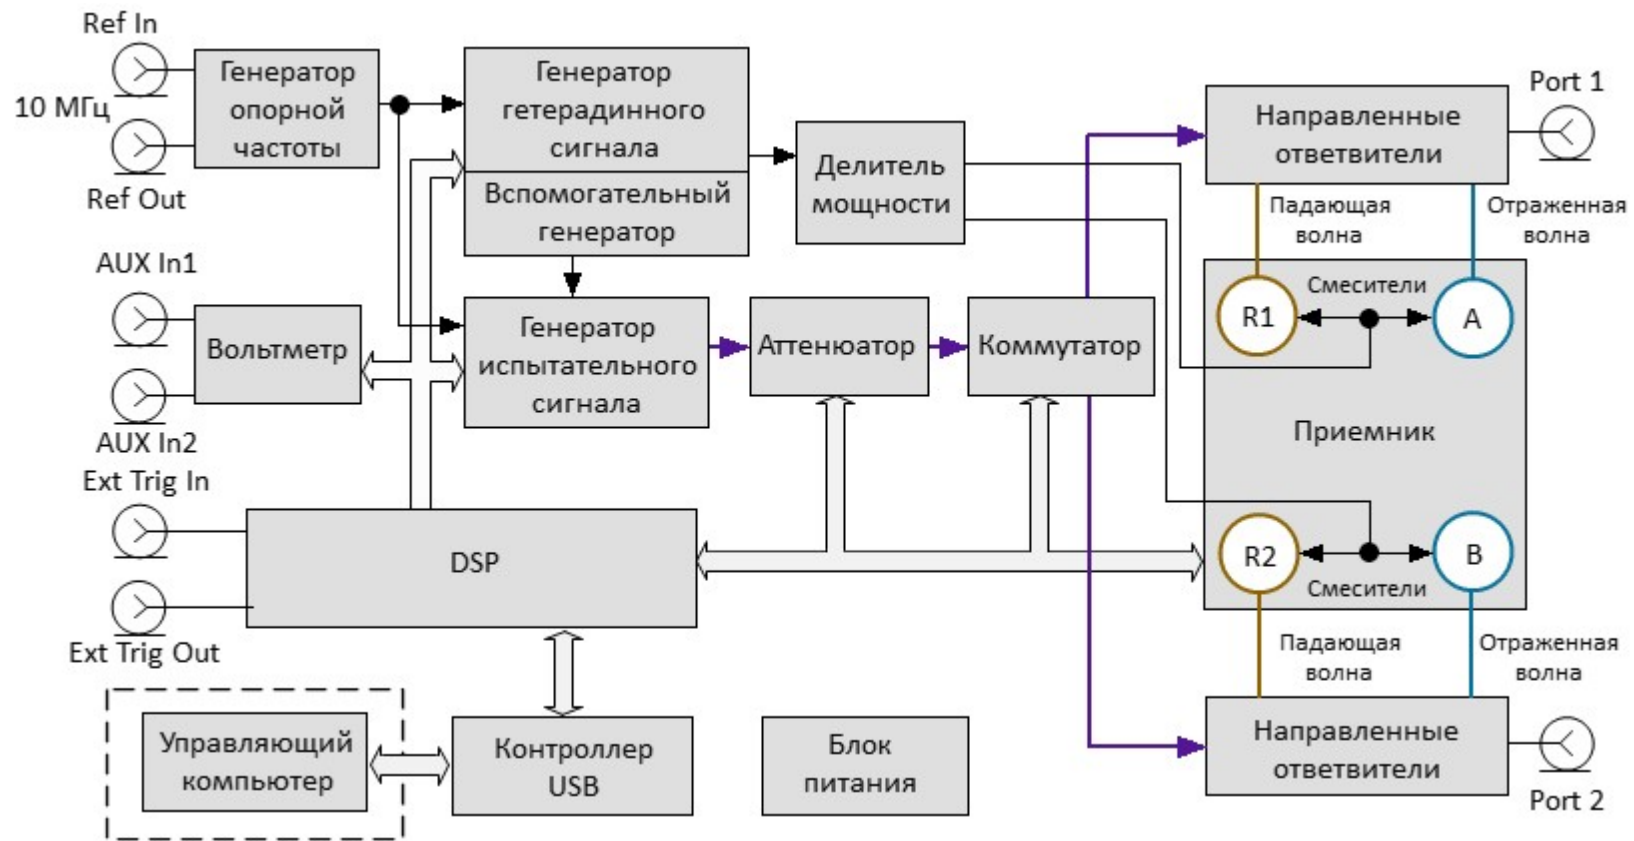 Ref In
10 МГц
Ref Out
Генератор
опорной
частоты
Генератор
гетерадинного
сигнала
Вспомогательный
генератор
Делитель
мощности
Направленные
ответвители
Port 1
Падающая
волна
Отраженная
волна
AUX In1
AUX In2
Вольтметр
Генератор
испытательного
сигнала
Аттенюатор
Коммутатор
Смесители
R1
A
Приемник
R2
B
Смесители
Ext Trig In
Ext Trig Out
DSP
Падающая
волна
Отраженная
волна
Управляющий
компьютер
Контроллер
USB
Блок
питания
Направленные
ответвители
Port 2